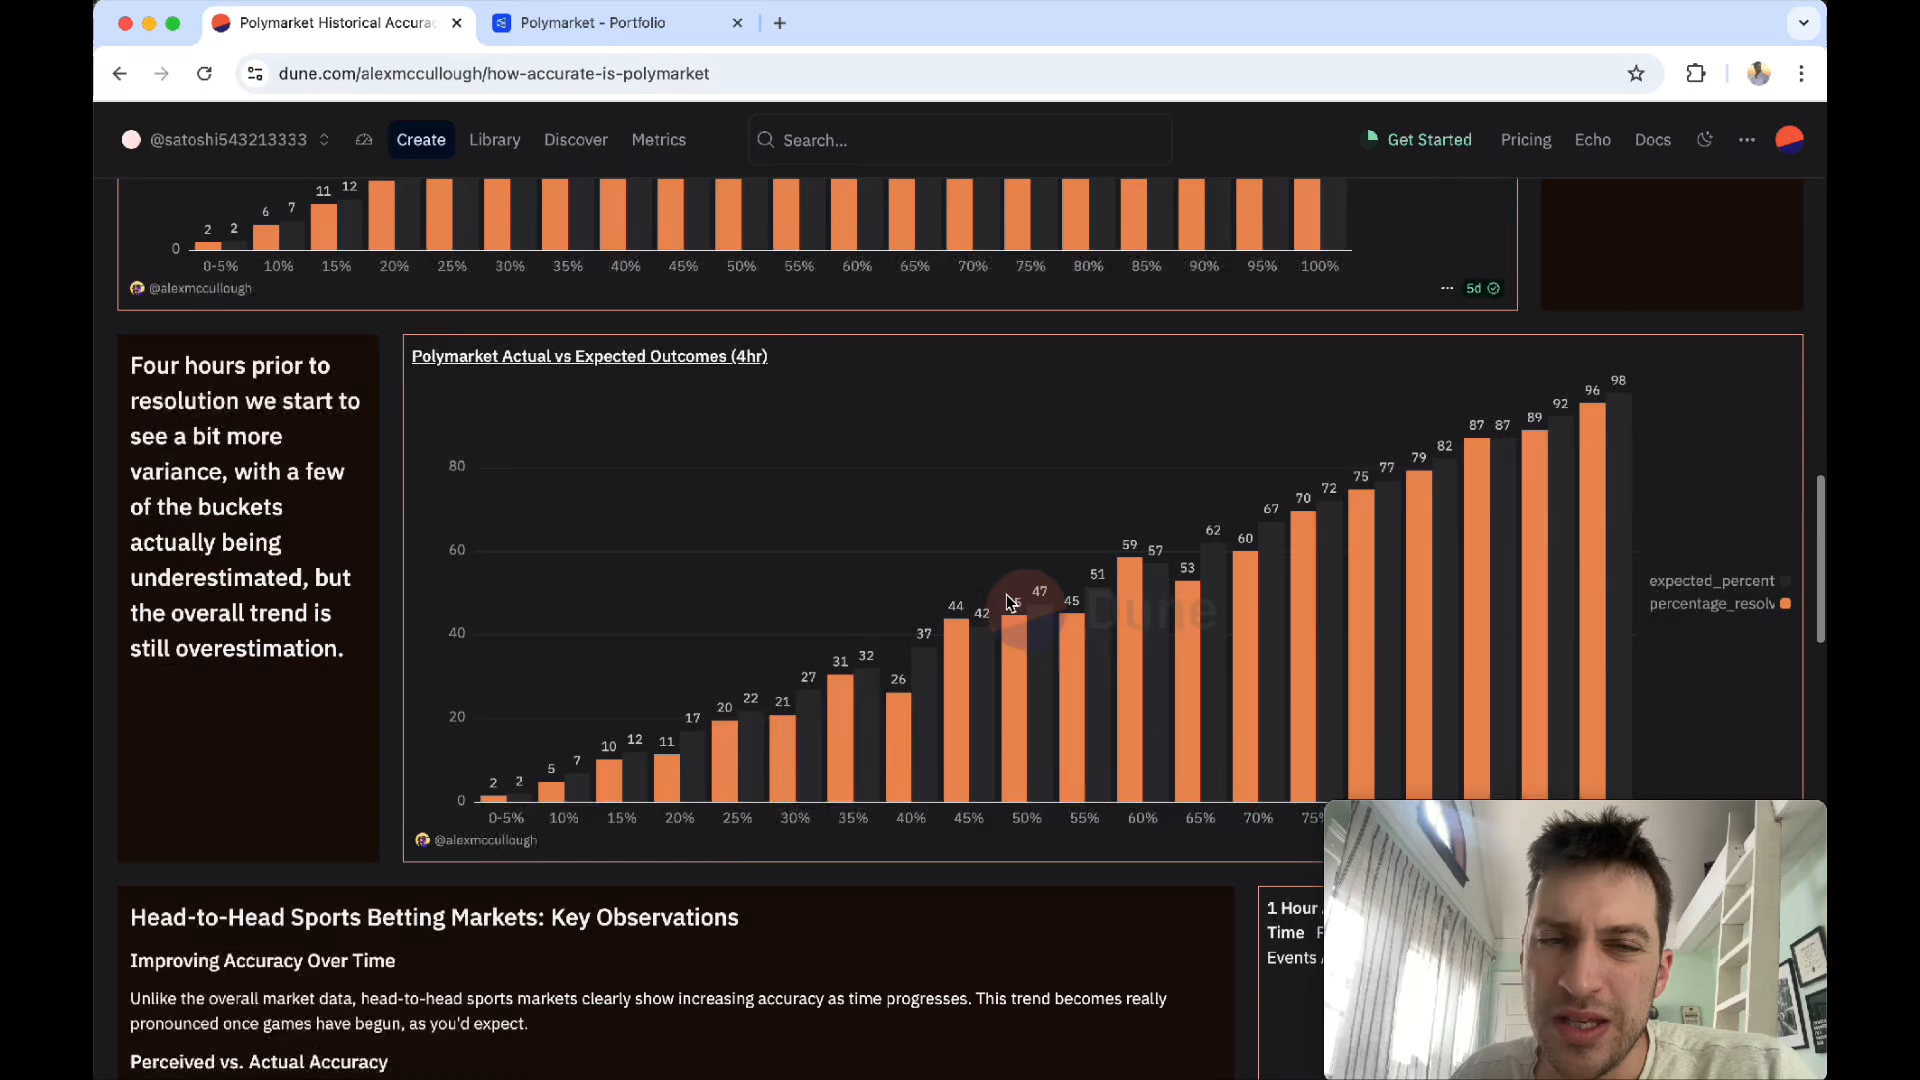 Polymarket Historical Accura
Polymarket - Portfolio
dune.com/alexmccullough/how-accurate-is-polymarket
@satoshi543213333
Create
Library
Discover
Metrics
Search...
Get Started
Pricing
Echo
Docs
2 2 6 7 11 12
0
0-5% 10% 15% 20% 25% 30% 35% 40% 45% 50% 55% 60% 65% 70% 75% 80% 85% 90% 95% 100%
@alexmccullough
5d
Four hours prior to
resolution we start to
see a bit more
variance, with a few
of the buckets
actually being
underestimated, but
the overall trend is
still overestimation.
Polymarket Actual vs Expected Outcomes (4hr)
80
60
40
20
0
2 2 5 7 10 12 11 17 20 22 21 27 31 32 26 37 44 42 47 45 51 59 57 53 62 60 67 70 72 75 77 79 82 87 87 89 92 96 98
Dune
expected_percent
percentage_resolv
0-5% 10% 15% 20% 25% 30% 35% 40% 45% 50% 55% 60% 65% 70% 75%
@alexmccullough
Head-to-Head Sports Betting Markets: Key Observations
Improving Accuracy Over Time
Unlike the overall market data, head-to-head sports markets clearly show increasing accuracy as time progresses. This trend becomes really
pronounced once games have begun, as you'd expect.
Perceived vs. Actual Accuracy
1 Hour
Time
Events